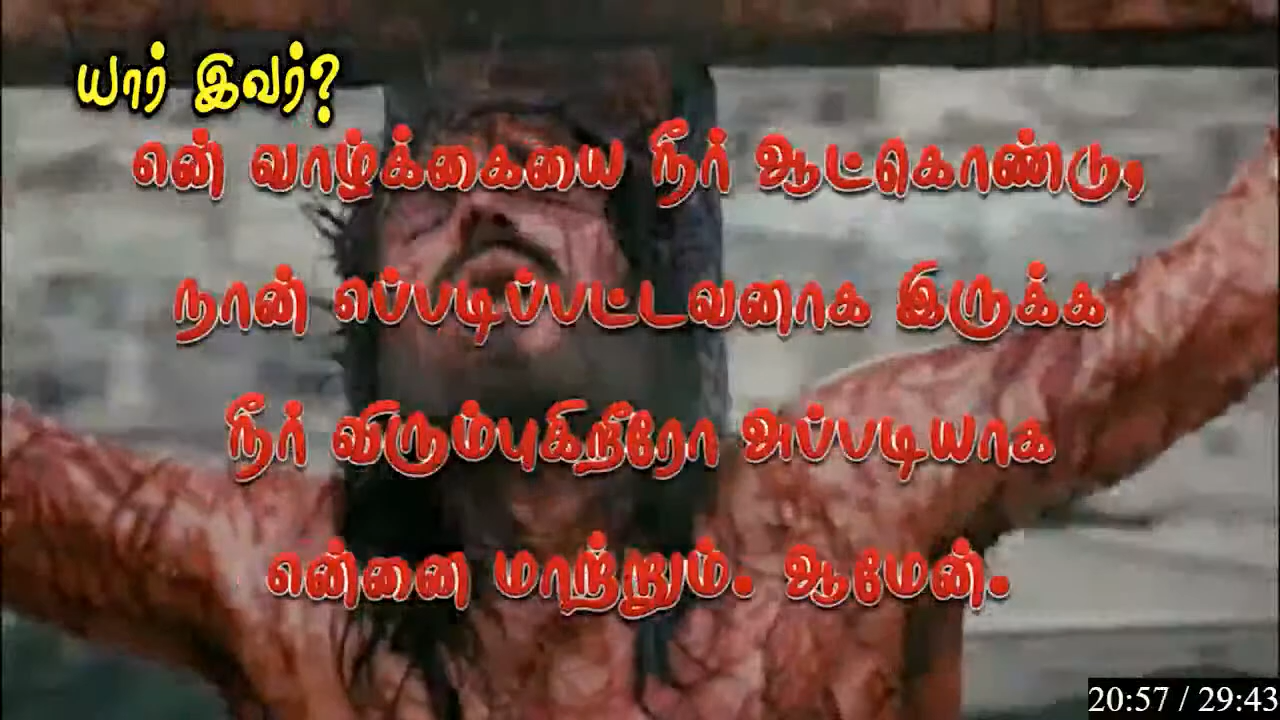 யார் இவர்?
என் வாழ்க்கையை நீர் ஆட்கொண்டு,
நான் எப்படிப்பட்டவனாக இருக்க
நீர் விரும்புகிறீரோ அப்படியாக
என்னை மாற்றும். ஆமேன்.
20:57 / 29:43